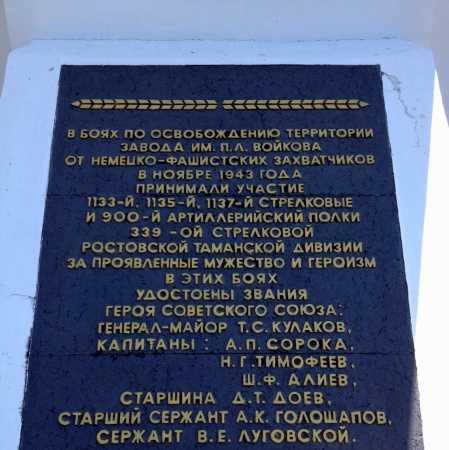 В БОЯХ ПО ОСВОБОЖДЕНИЮ ТЕРРИТОРИИ
ЗАВОДА ИМ. П.Л. ВОЙКОВА
ОТ НЕМЕЦКО-ФАШИСТСКИХ ЗАХВАТЧИКОВ
В НОЯБРЕ 1943 ГОДА
ПРИНИМАЛИ УЧАСТИЕ
1133-Й, 1135-Й, 1137-Й СТРЕЛКОВЫЕ
И 900-Й АРТИЛЛЕРИЙСКИЙ ПОЛКИ
339-ОЙ СТРЕЛКОВОЙ
РОСТОВСКОЙ ТАМАНСКОЙ ДИВИЗИИ
ЗА ПРОЯВЛЕННЫЕ МУЖЕСТВО И ГЕРОИЗМ
В ЭТИХ БОЯХ
УДОСТОЕНЫ ЗВАНИЯ
ГЕРОЯ СОВЕТСКОГО СОЮЗА:
ГЕНЕРАЛ-МАЙОР Т.С. КУЛАКОВ,
КАПИТАНЫ: А.П. СОРОКА,
Н.Г. ТИМОФЕЕВ,
Ш.Ф. АЛИЕВ,
СТАРШИНА Д.Т. ДОЕВ,
СТАРШИЙ СЕРЖАНТ А.К. ГОЛОЩАПОВ,
СЕРЖАНТ В.Е. ЛУГОВСКОЙ.